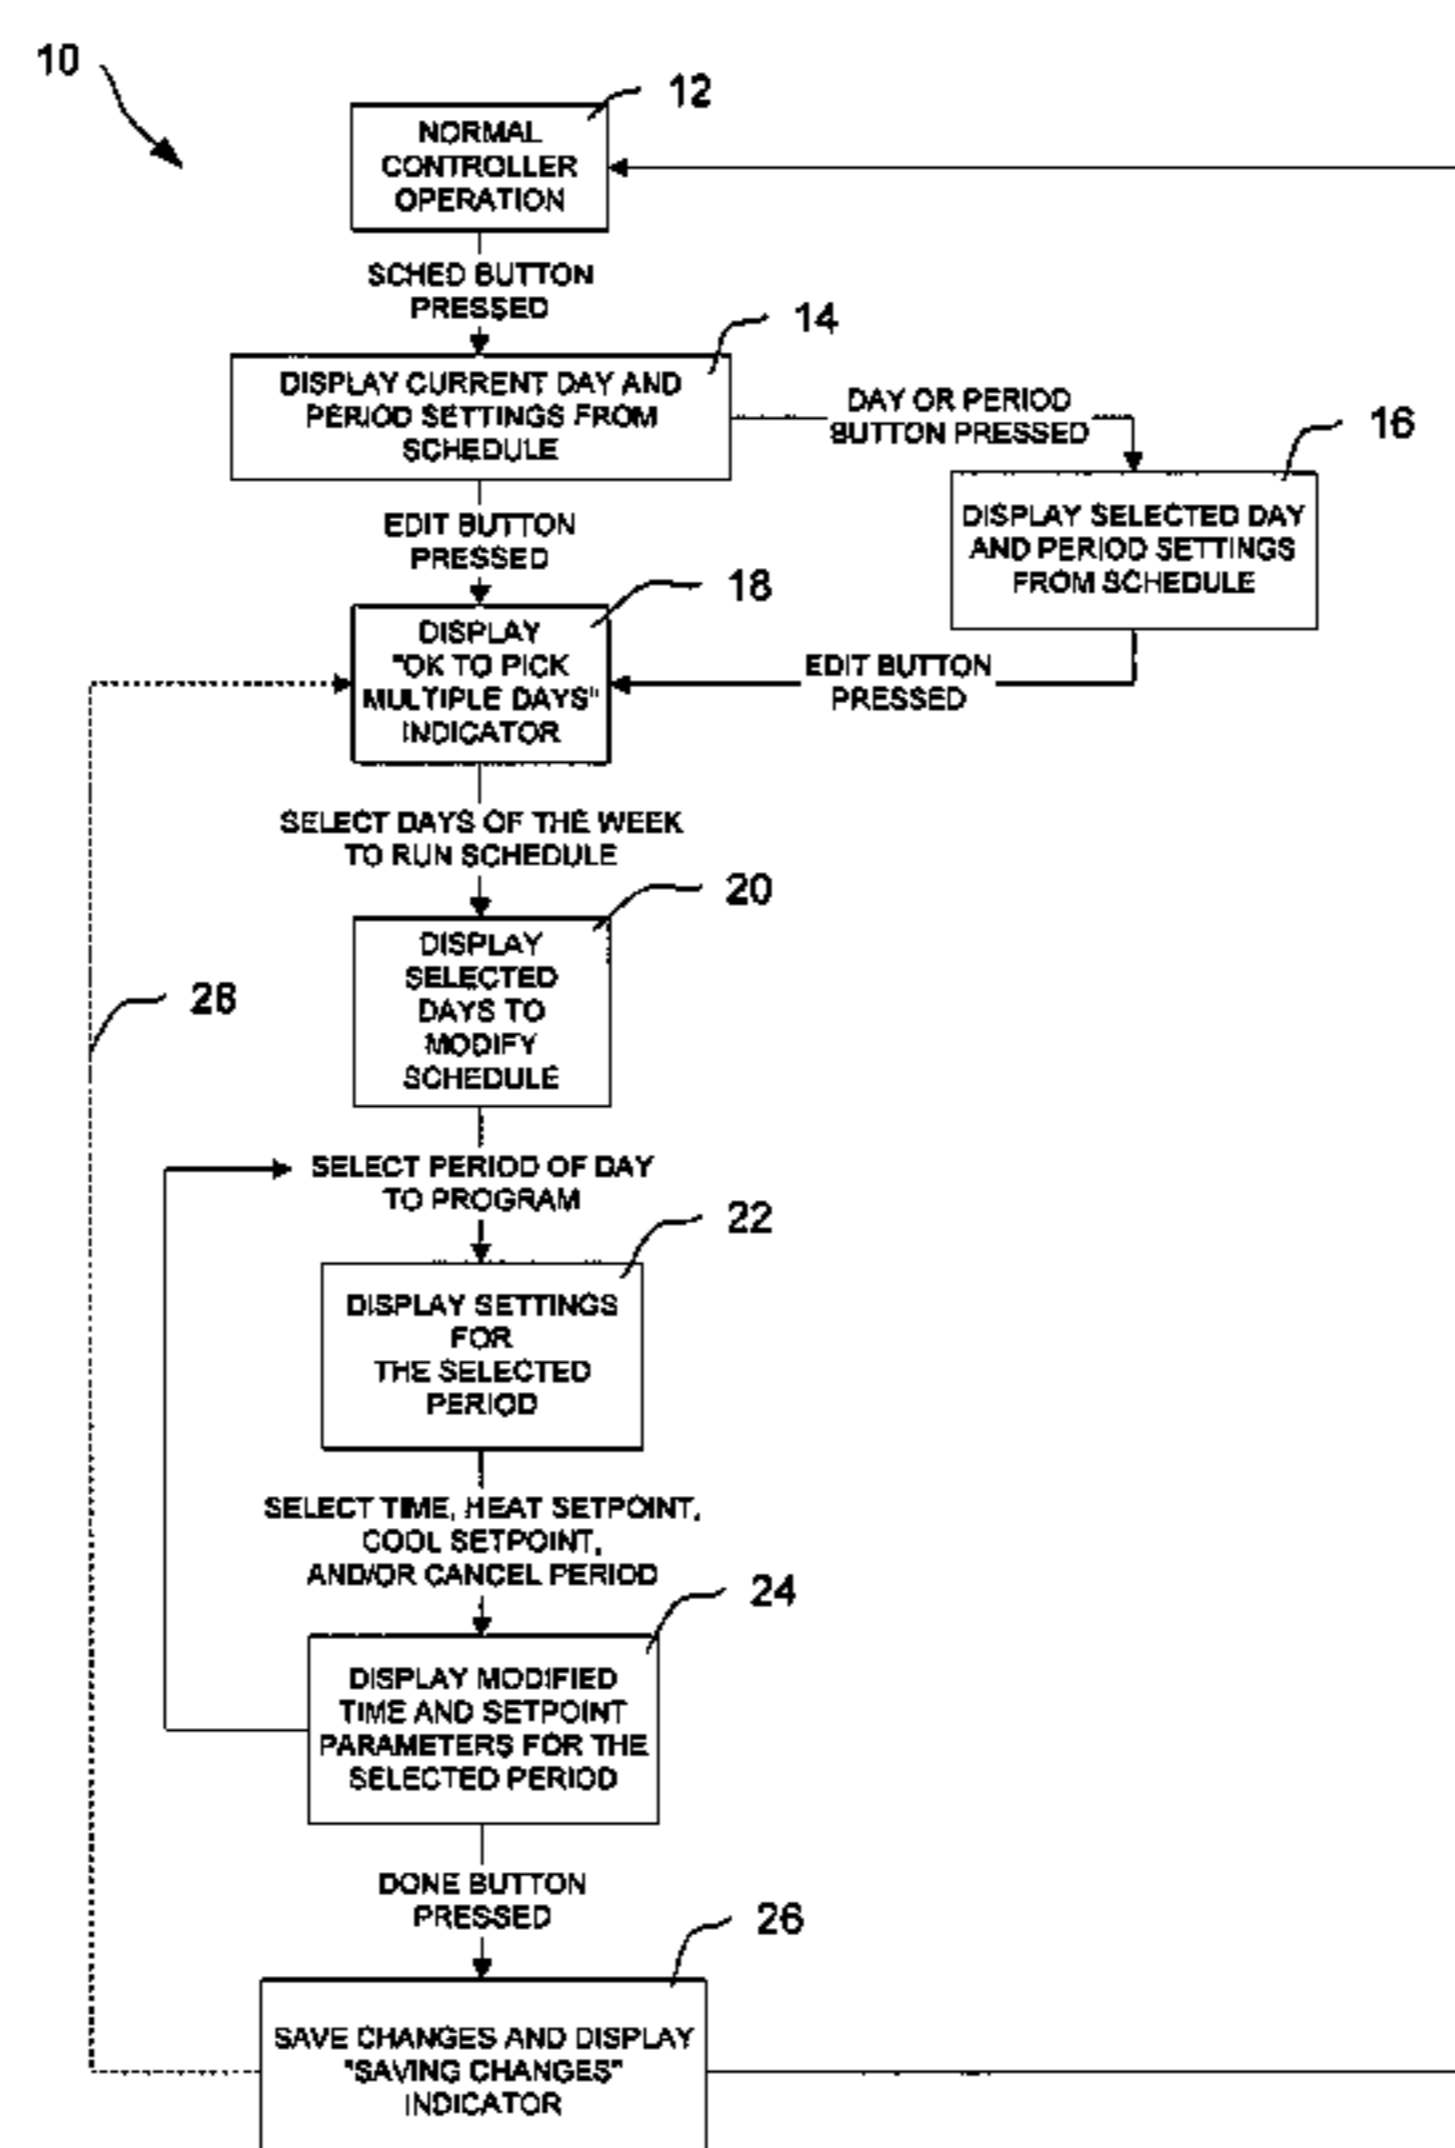 10
12
NORMAL
CONTROLLER
OPERATION
SCHED BUTTON
PRESSED
14
DISPLAY CURRENT DAY AND
PERIOD SETTINGS FROM
SCHEDULE
DAY OR PERIOD
BUTTON PRESSED
16
DISPLAY SELECTED DAY
AND PERIOD SETTINGS
FROM SCHEDULE
EDIT BUTTON
PRESSED
18
DISPLAY
"OK TO PICK
MULTIPLE DAYS"
INDICATOR
EDIT BUTTON
PRESSED
SELECT DAYS OF THE WEEK
TO RUN SCHEDULE
20
DISPLAY
SELECTED
DAYS TO
MODIFY
SCHEDULE
28
SELECT PERIOD OF DAY
TO PROGRAM
22
DISPLAY SETTINGS
FOR
THE SELECTED
PERIOD
SELECT TIME, HEAT SETPOINT,
COOL SETPOINT,
AND/OR CANCEL PERIOD
24
DISPLAY MODIFIED
TIME AND SETPOINT
PARAMETERS FOR THE
SELECTED PERIOD
DONE BUTTON
PRESSED
26
SAVE CHANGES AND DISPLAY
"SAVING CHANGES"
INDICATOR